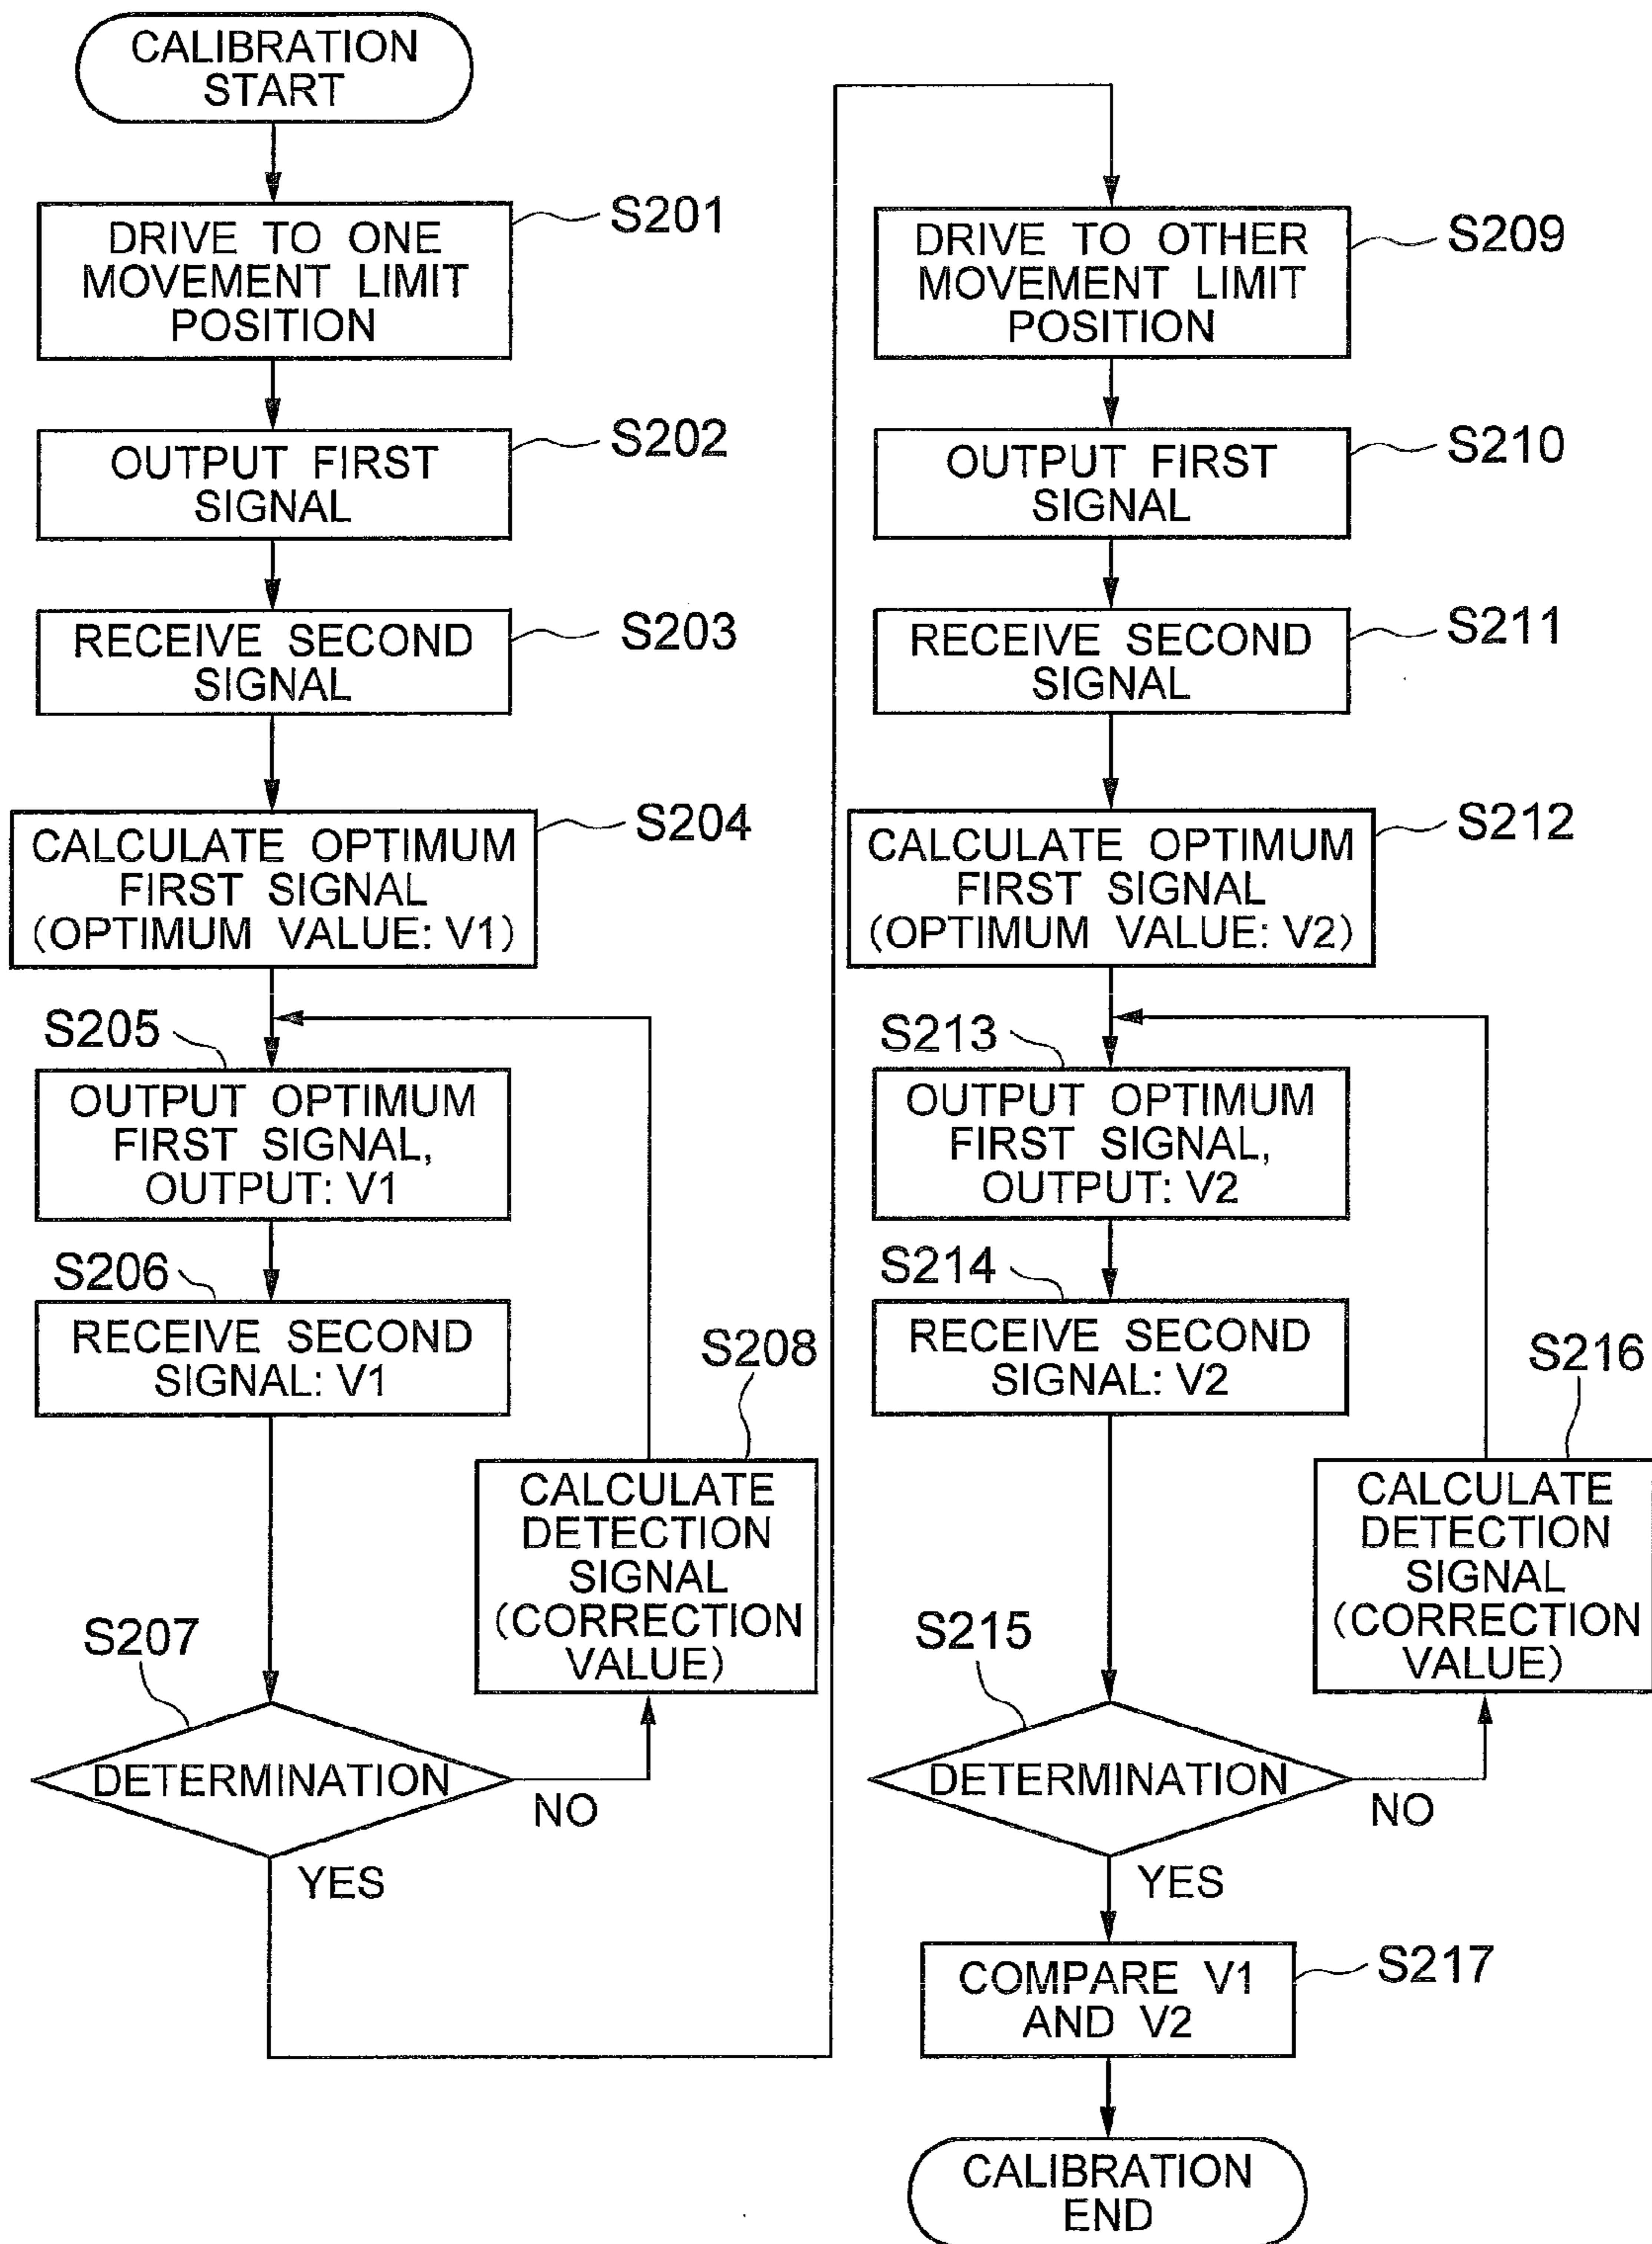 CALIBRATION
START
DRIVE TO ONE
MOVEMENT LIMIT
POSITION
S201
OUTPUT FIRST
SIGNAL
S202
RECEIVE SECOND
SIGNAL
S203
CALCULATE OPTIMUM
FIRST SIGNAL
(OPTIMUM VALUE: V1)
S204
S205
OUTPUT OPTIMUM
FIRST SIGNAL,
OUTPUT: V1
S206
RECEIVE SECOND
SIGNAL: V1
S208
CALCULATE
DETECTION
SIGNAL
(CORRECTION
VALUE)
S207
DETERMINATION
NO
YES
DRIVE TO OTHER
MOVEMENT LIMIT
POSITION
S209
OUTPUT FIRST
SIGNAL
S210
RECEIVE SECOND
SIGNAL
S211
CALCULATE OPTIMUM
FIRST SIGNAL
(OPTIMUM VALUE: V2)
S212
S213
OUTPUT OPTIMUM
FIRST SIGNAL,
OUTPUT: V2
S214
RECEIVE SECOND
SIGNAL: V2
S216
CALCULATE
DETECTION
SIGNAL
(CORRECTION
VALUE)
S215
DETERMINATION
NO
YES
COMPARE V1
AND V2
S217
CALIBRATION
END